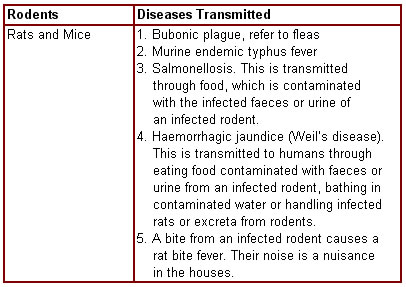 Rodents Diseases Transmitted
Rats and Mice 1. Bubonic plague, refer to fleas
2. Murine endemic typhus fever
3. Salmonellosis. This is transmitted
through food, which is contaminated
with the infected faeces or urine of
an infected rodent.
4. Haemorrhagic jaundice (Weil's disease).
This is transmitted to humans through
eating food contaminated with faeces or
urine from an infected rodent, bathing in
contaminated water or handling infected
rats or excreta from rodents.
5. A bite from an infected rodent causes a
rat bite fever. Their noise is a nuisance
in the houses.